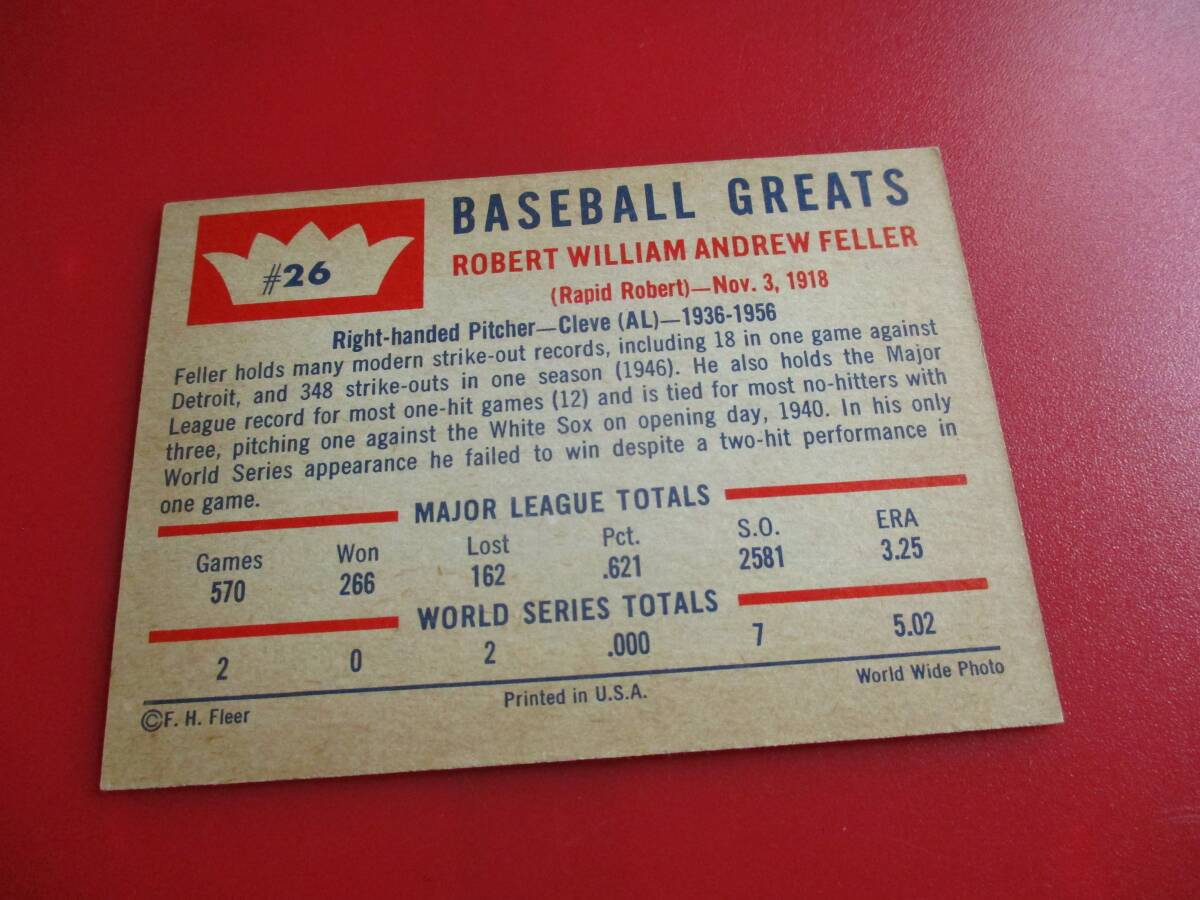 #26
BASEBALL GREATS
ROBERT WILLIAM ANDREW FELLER
(Rapid Robert)—Nov. 3, 1918
Right-handed Pitcher—Cleve (AL)—1936-1956
Feller holds many modern strike-out records, including 18 in one game against
Detroit, and 348 strike-outs in one season (1946). He also holds the Major
League record for most one-hit games (12) and is tied for most no-hitters with
three, pitching one against the White Sox on opening day, 1940. In his only
World Series appearance he failed to win despite a two-hit performance in
one game.
MAJOR LEAGUE TOTALS
Games Won Lost Pct. S.O. ERA
570 266 162 .621 2581 3.25
WORLD SERIES TOTALS
2 0 2 .000 7 5.02
©F. H. Fleer Printed in U.S.A. World Wide Photo